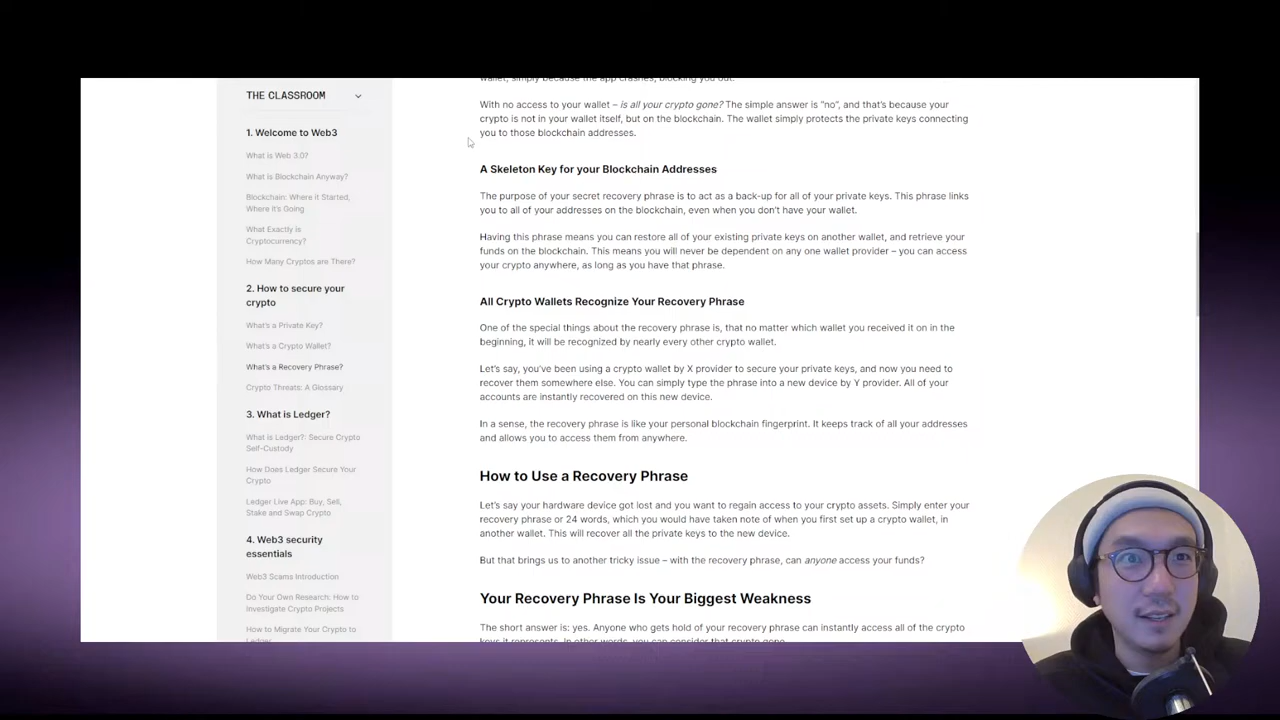 THE CLASSROOM
1. Welcome to Web3
What is Web 3.0?
What is Blockchain Anyway?
Blockchain: Where it Started,
Where it's Going
What Exactly is
Cryptocurrency?
How Many Cryptos are There?
2. How to secure your
crypto
What's a Private Key?
What's a Crypto Wallet?
What's a Recovery Phrase?
Crypto Threats: A Glossary
3. What is Ledger?
What is Ledger?: Secure Crypto
Self-Custody
How Does Ledger Secure Your
Crypto
Ledger Live App: Buy, Sell,
Stake and Swap Crypto
4. Web3 security
essentials
Web3 Scams Introduction
Do Your Own Research: How to
Investigate Crypto Projects
How to Migrate Your Crypto to
Ledger
wallet, simply because the app crashes, blocking you out.
With no access to your wallet – is all your crypto gone? The simple answer is “no”, and that’s because your
crypto is not in your wallet itself, but on the blockchain. The wallet simply protects the private keys connecting
you to those blockchain addresses.
A Skeleton Key for your Blockchain Addresses
The purpose of your secret recovery phrase is to act as a back-up for all of your private keys. This phrase links
you to all of your addresses on the blockchain, even when you don’t have your wallet.
Having this phrase means you can restore all of your existing private keys on another wallet, and retrieve your
funds on the blockchain. This means you will never be dependent on any one wallet provider – you can access
your crypto anywhere, as long as you have that phrase.
All Crypto Wallets Recognize Your Recovery Phrase
One of the special things about the recovery phrase is, that no matter which wallet you received it on in the
beginning, it will be recognized by nearly every other crypto wallet.
Let’s say, you’ve been using a crypto wallet by X provider to secure your private keys, and now you need to
recover them somewhere else. You can simply type the phrase into a new device by Y provider. All of your
accounts are instantly recovered on this new device.
In a sense, the recovery phrase is like your personal blockchain fingerprint. It keeps track of all your addresses
and allows you to access them from anywhere.
How to Use a Recovery Phrase
Let’s say your hardware device got lost and you want to regain access to your crypto assets. Simply enter your
recovery phrase or 24 words, which you would have taken note of when you first set up a crypto wallet, in
another wallet. This will recover all the private keys to the new device.
But that brings us to another tricky issue – with the recovery phrase, can anyone access your funds?
Your Recovery Phrase Is Your Biggest Weakness
The short answer is: yes. Anyone who gets hold of your recovery phrase can instantly access all of the crypto
keys it represents. In other words, you can consider that crypto gone.